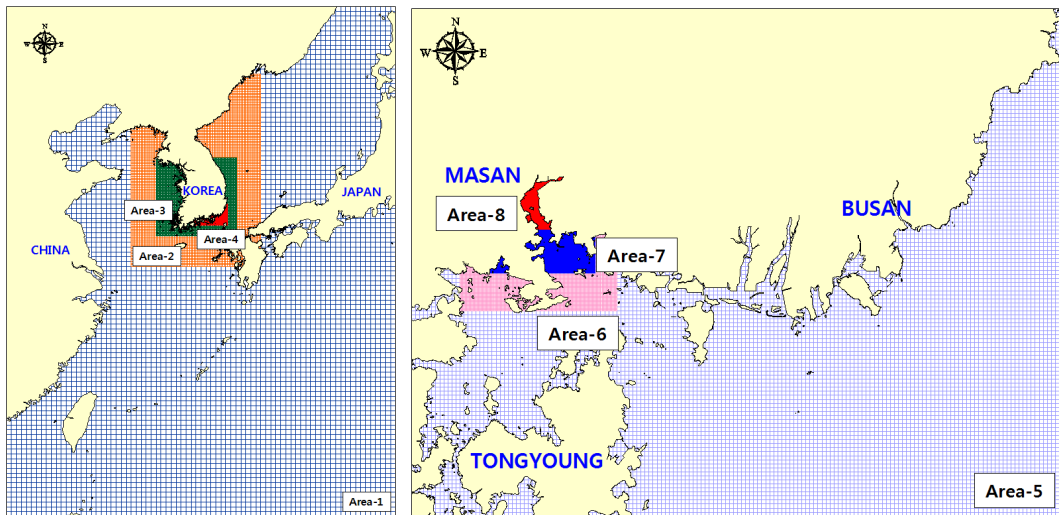 N
W E
S
KOREA
JAPAN
Area-3
Area-4
CHINA
Area-2
Area-1
N
W E
S
MASAN
Area-8
BUSAN
Area-7
Area-6
TONGYOUNG
Area-5